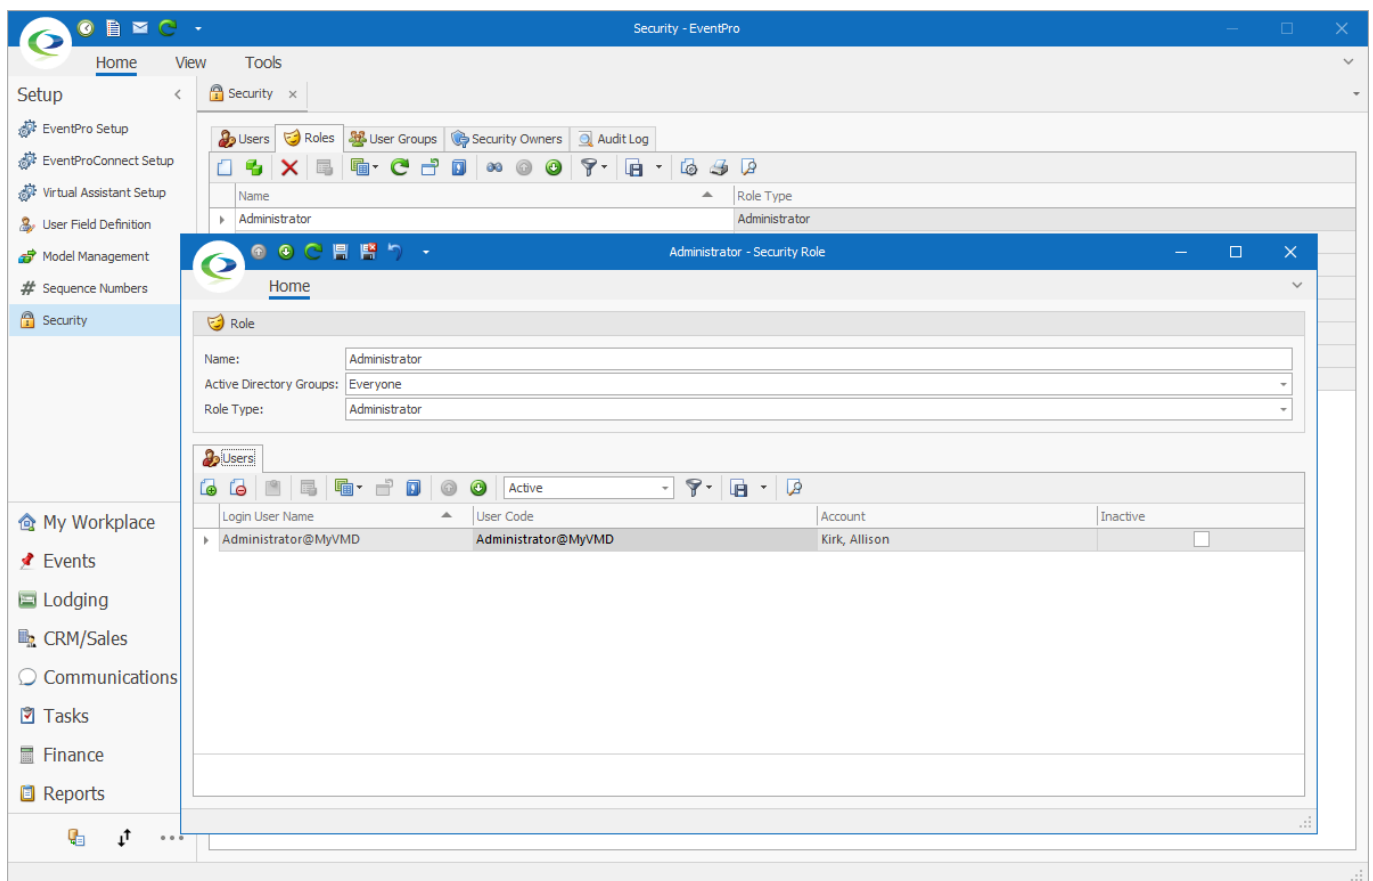 Security - EventPro
Home View Tools
Setup
Security
EventPro Setup
EventProConnect Setup
Virtual Assistant Setup
User Field Definition
Model Management
Sequence Numbers
Security
Users Roles User Groups Security Owners Audit Log
Name Role Type
Administrator Administrator
Administrator - Security Role
Home
Role
Name: Administrator
Active Directory Groups: Everyone
Role Type: Administrator
Users
Active
Login User Name User Code Account Inactive
Administrator@MyVMD Administrator@MyVMD Kirk, Allison
My Workplace
Events
Lodging
CRM/Sales
Communications
Tasks
Finance
Reports